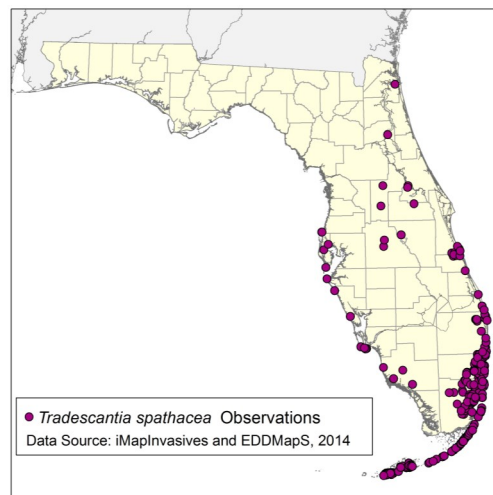 Tradescantia spathacea Observations
Data Source: iMapInvasives and EDDMapS, 2014